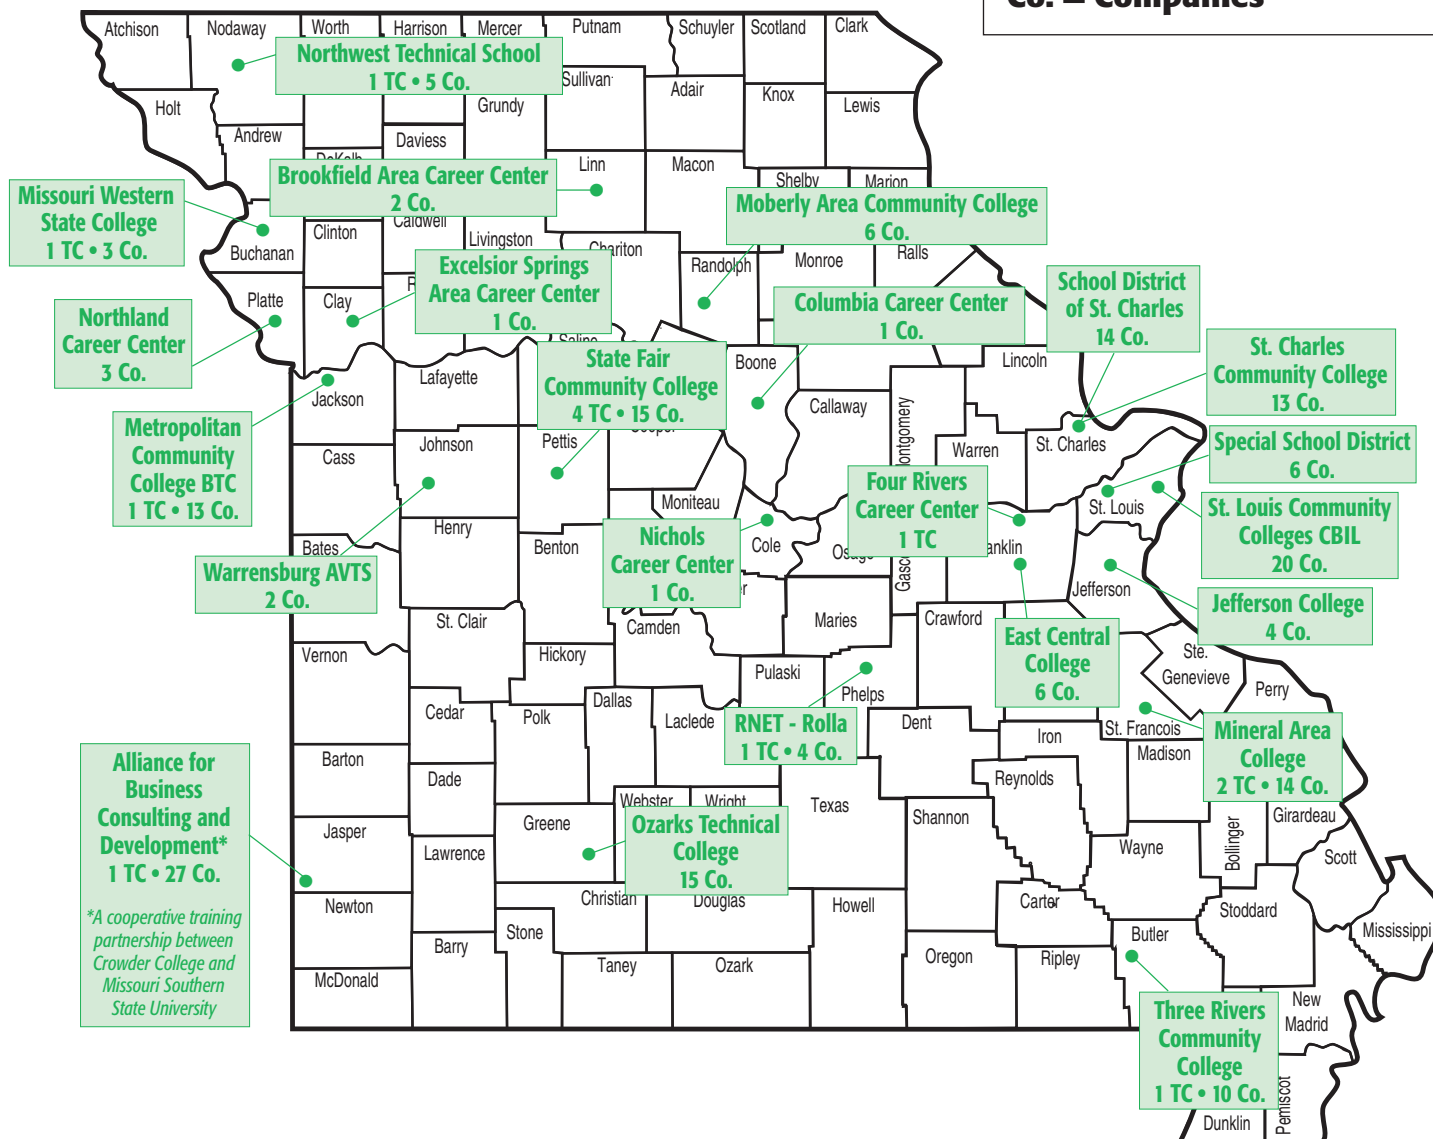 Co. = Companies
Atchison
Nodaway
Worth
Harrison
Mercer
Putnam
Schuyler
Scotland
Clark
Northwest Technical School
1 TC • 5 Co.
Sullivan
Adair
Knox
Lewis
Holt
Grundy
Andrew
Daviess
DeKalb
Linn
Macon
Shelby
Marion
Brookfield Area Career Center
2 Co.
Missouri Western
State College
1 TC • 3 Co.
Moberly Area Community College
6 Co.
Buchanan
Clinton
Caldwell
Livingston
Chariton
Randolph
Monroe
Ralls
Excelsior Springs
Area Career Center
1 Co.
Platte
Clay
R
Northland
Career Center
3 Co.
Columbia Career Center
1 Co.
School District
of St. Charles
14 Co.
Saline
State Fair
Community College
4 TC • 15 Co.
Boone
Lincoln
St. Charles
Community College
13 Co.
Jackson
Lafayette
Callaway
Montgomery
Metropolitan
Community
College BTC
1 TC • 13 Co.
Cass
Johnson
Pettis
Cooper
Warren
St. Charles
Special School District
6 Co.
Moniteau
Four Rivers
Career Center
1 TC
St. Louis
St. Louis Community
Colleges CBIL
20 Co.
Henry
Bates
Benton
Nichols
Career Center
1 Co.
Cole
Osage
Gasc
anklin
Warrensburg AVTS
2 Co.
er
Jefferson
Jefferson College
4 Co.
St. Clair
Camden
Maries
Crawford
East Central
College
6 Co.
Vernon
Hickory
Pulaski
Phelps
Ste.
Genevieve
Perry
Cedar
Polk
Dallas
Laclede
RNET - Rolla
1 TC • 4 Co.
Dent
Iron
St. Francois
Mineral Area
College
2 TC • 14 Co.
Madison
Alliance for
Business
Consulting and
Development*
1 TC • 27 Co.
*A cooperative training
partnership between
Crowder College and
Missouri Southern
State University
Barton
Dade
Reynolds
Webster
Wright
Texas
Shannon
Girardeau
Jasper
Greene
Ozarks Technical
College
15 Co.
Lawrence
Wayne
Bollinger
Scott
Newton
Christian
Douglas
Howell
Carter
Stoddard
Mississippi
Barry
Stone
Butler
McDonald
Taney
Ozark
Oregon
Ripley
Three Rivers
Community
College
1 TC • 10 Co.
New
Madrid
Pemiscot
Dunklin